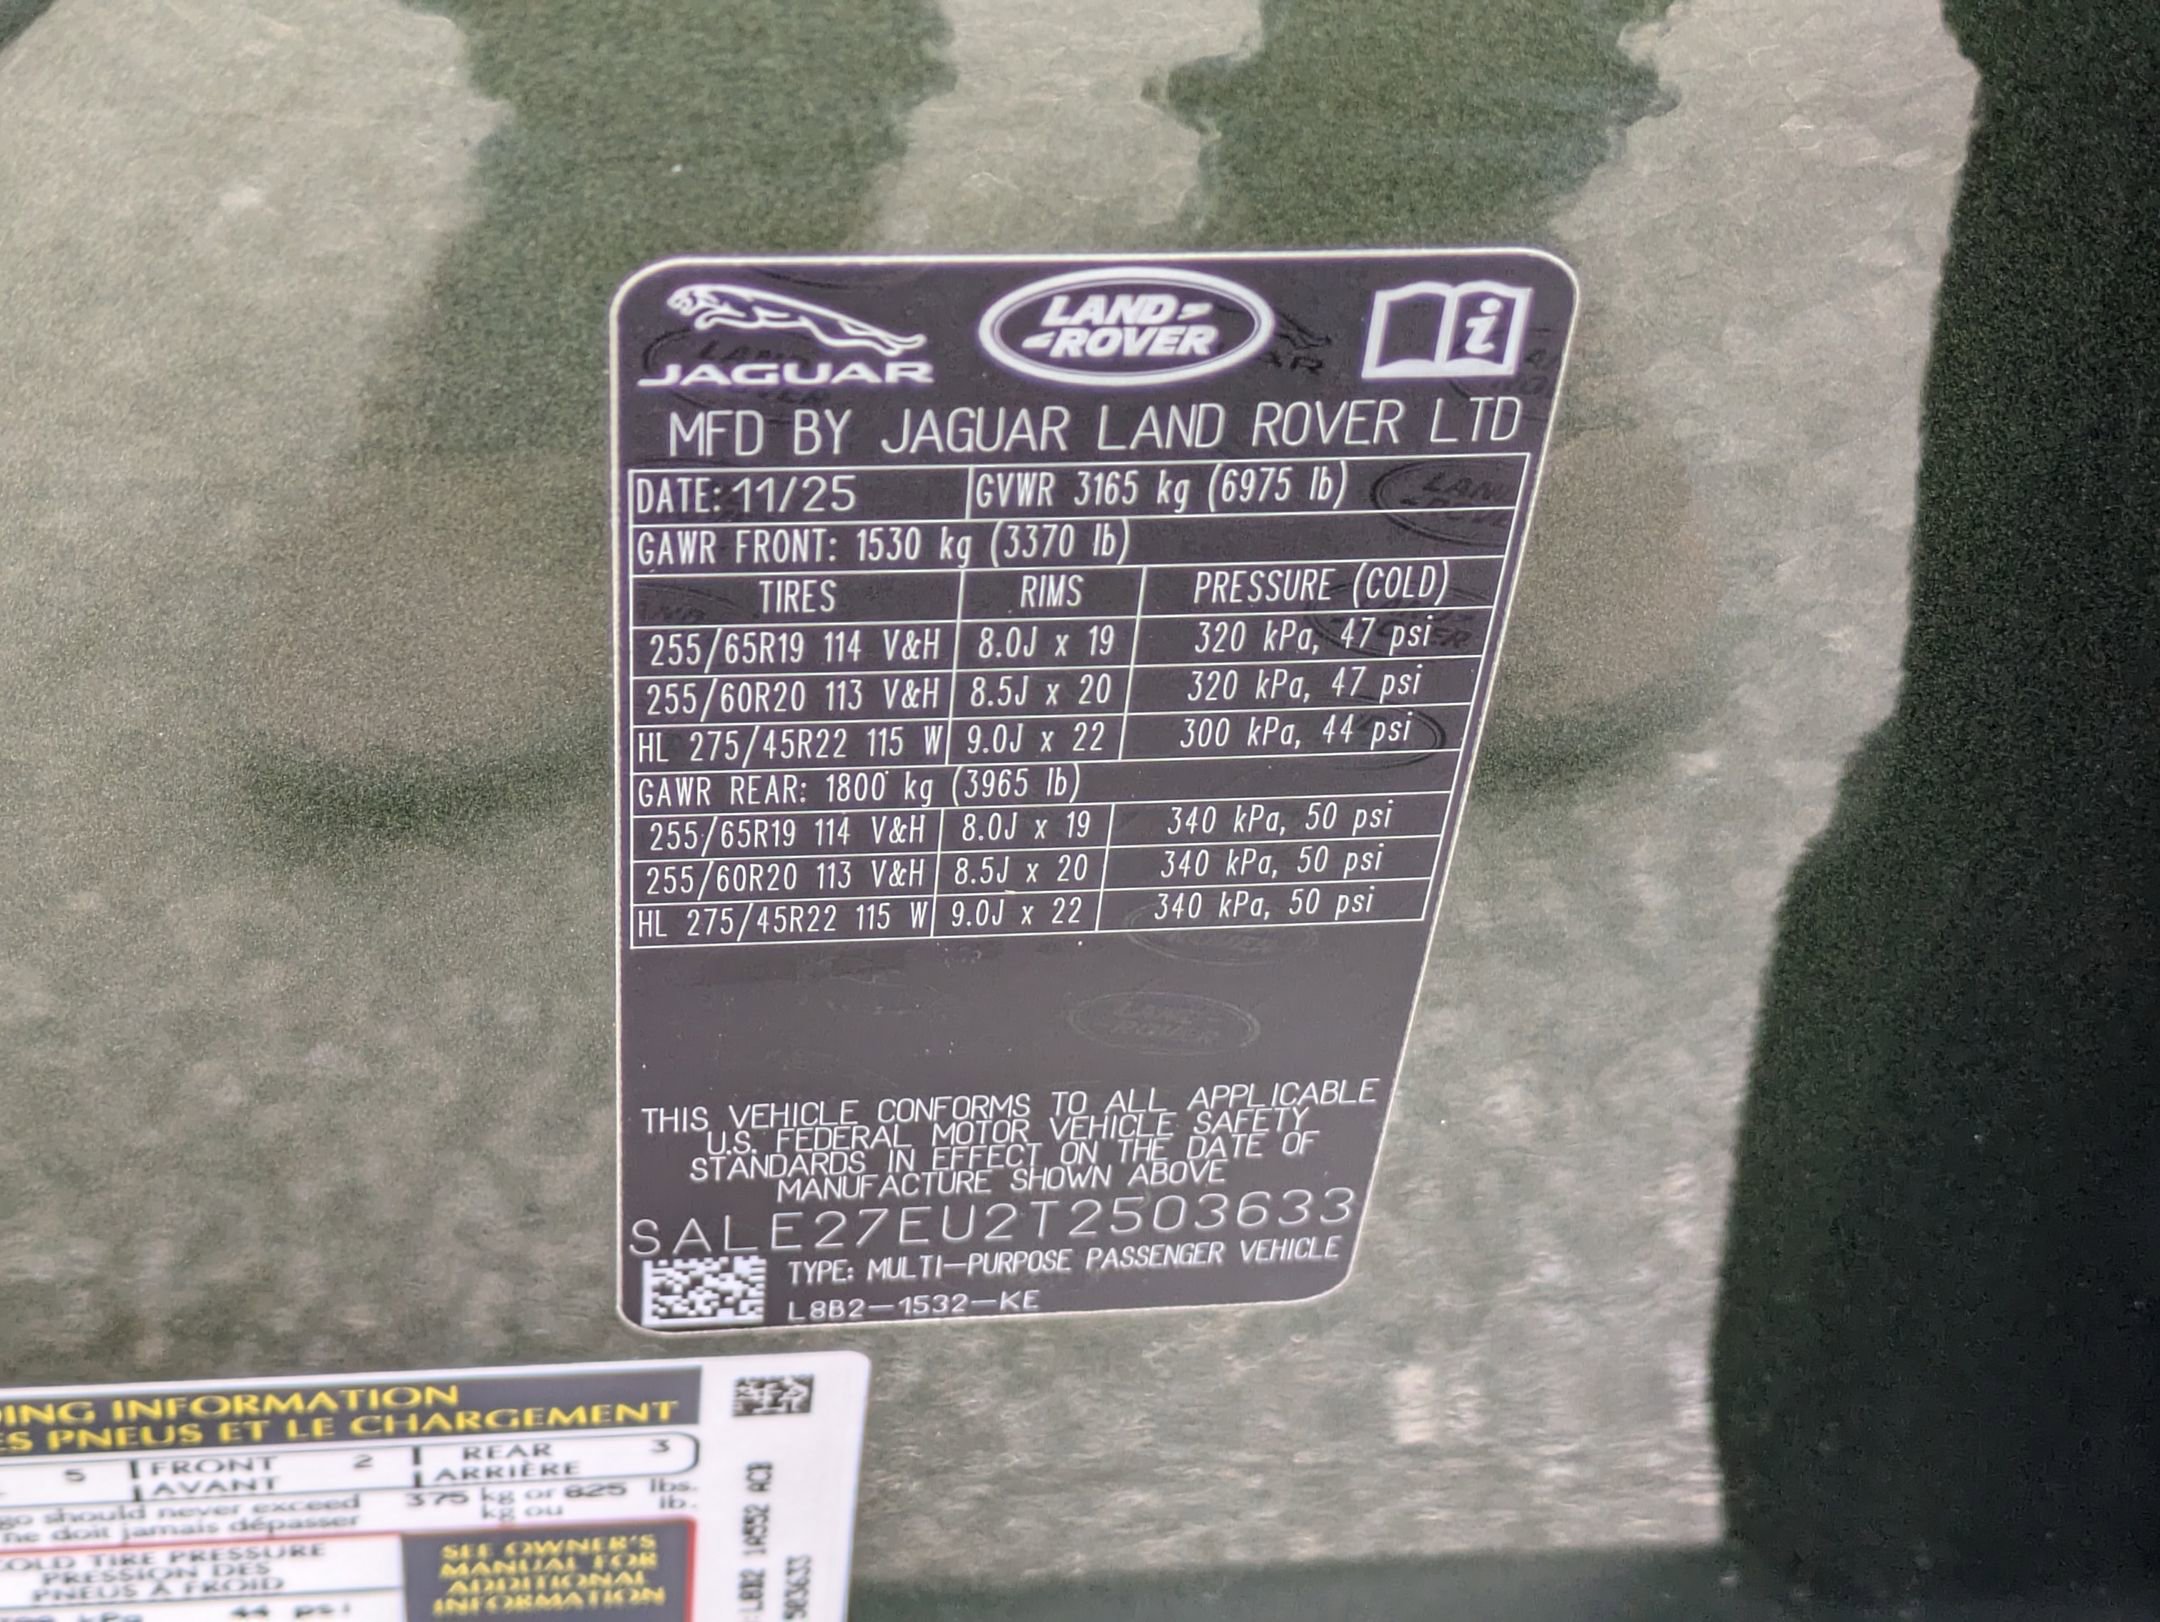 JAGUAR
LAND ROVER
i
MFD BY JAGUAR LAND ROVER LTD
DATE: 11/25 GVWR 3165 kg (6975 lb)
GAWR FRONT: 1530 kg (3370 lb)
TIRES RIMS PRESSURE (COLD)
255/65R19 114 V&H 8.0J x 19 320 kPa, 47 psi
255/60R20 113 V&H 8.5J x 20 320 kPa, 47 psi
HL 275/45R22 115 W 9.0J x 22 300 kPa, 44 psi
GAWR REAR: 1800 kg (3965 lb)
255/65R19 114 V&H 8.0J x 19 340 kPa, 50 psi
255/60R20 113 V&H 8.5J x 20 340 kPa, 50 psi
HL 275/45R22 115 W 9.0J x 22 340 kPa, 50 psi
THIS VEHICLE CONFORMS TO ALL APPLICABLE
U.S. FEDERAL MOTOR VEHICLE SAFETY
STANDARDS IN EFFECT ON THE DATE OF
MANUFACTURE SHOWN ABOVE
SALE27EU2T2503633
TYPE: MULTI-PURPOSE PASSENGER VEHICLE
L8B2-1532-KE
ING INFORMATION
ES PNEUS ET LE CHARGEMENT
5 FRONT 2 REAR 3
AVANT ARRIÈRE
go should never exceed 375 kg or 825 lbs.
ne doit jamais dépasser kg ou lb.
COLD TIRE PRESSURE
PRESSION DES
PNEUS À FROID
SEE OWNER'S
MANUAL FOR
ADDITIONAL
INFORMATION
kPa 44 psi
L8B2 1A552 ACB
503633